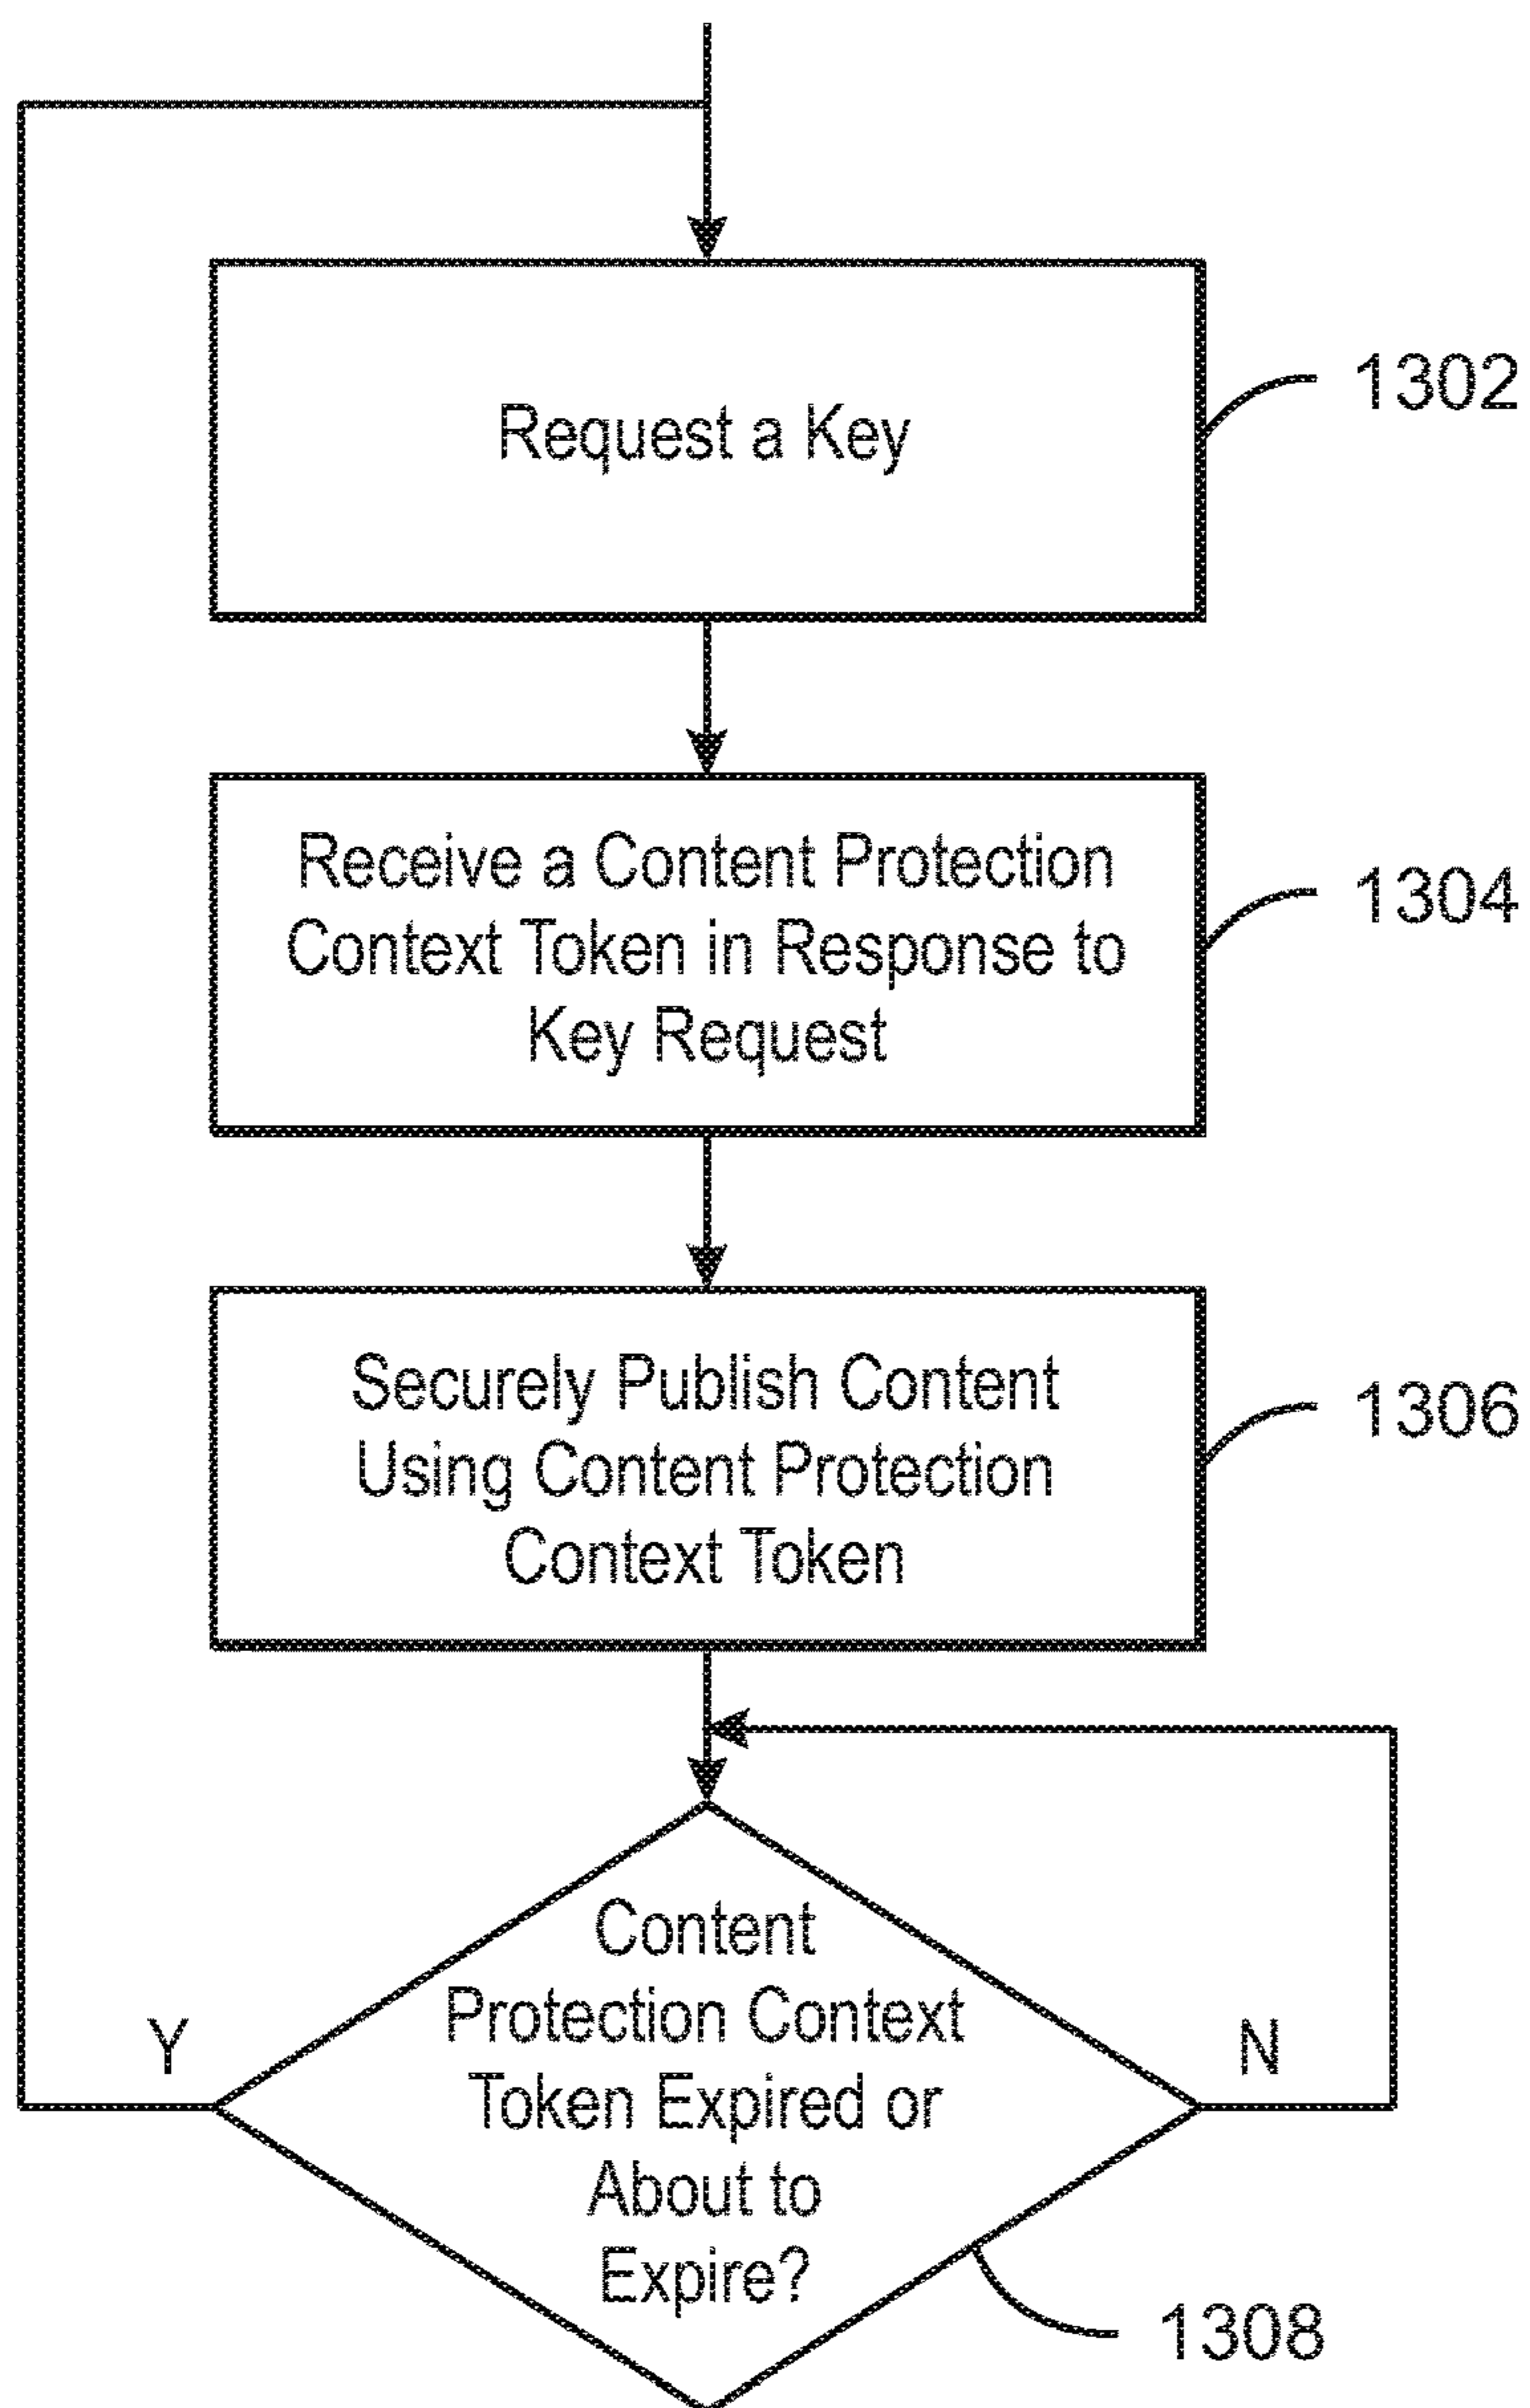 Request a Key
1302
Receive a Content Protection
Context Token in Response to
Key Request
1304
Securely Publish Content
Using Content Protection
Context Token
1306
Content
Protection Context
Token Expired or
About to
Expire?
Y
N
1308